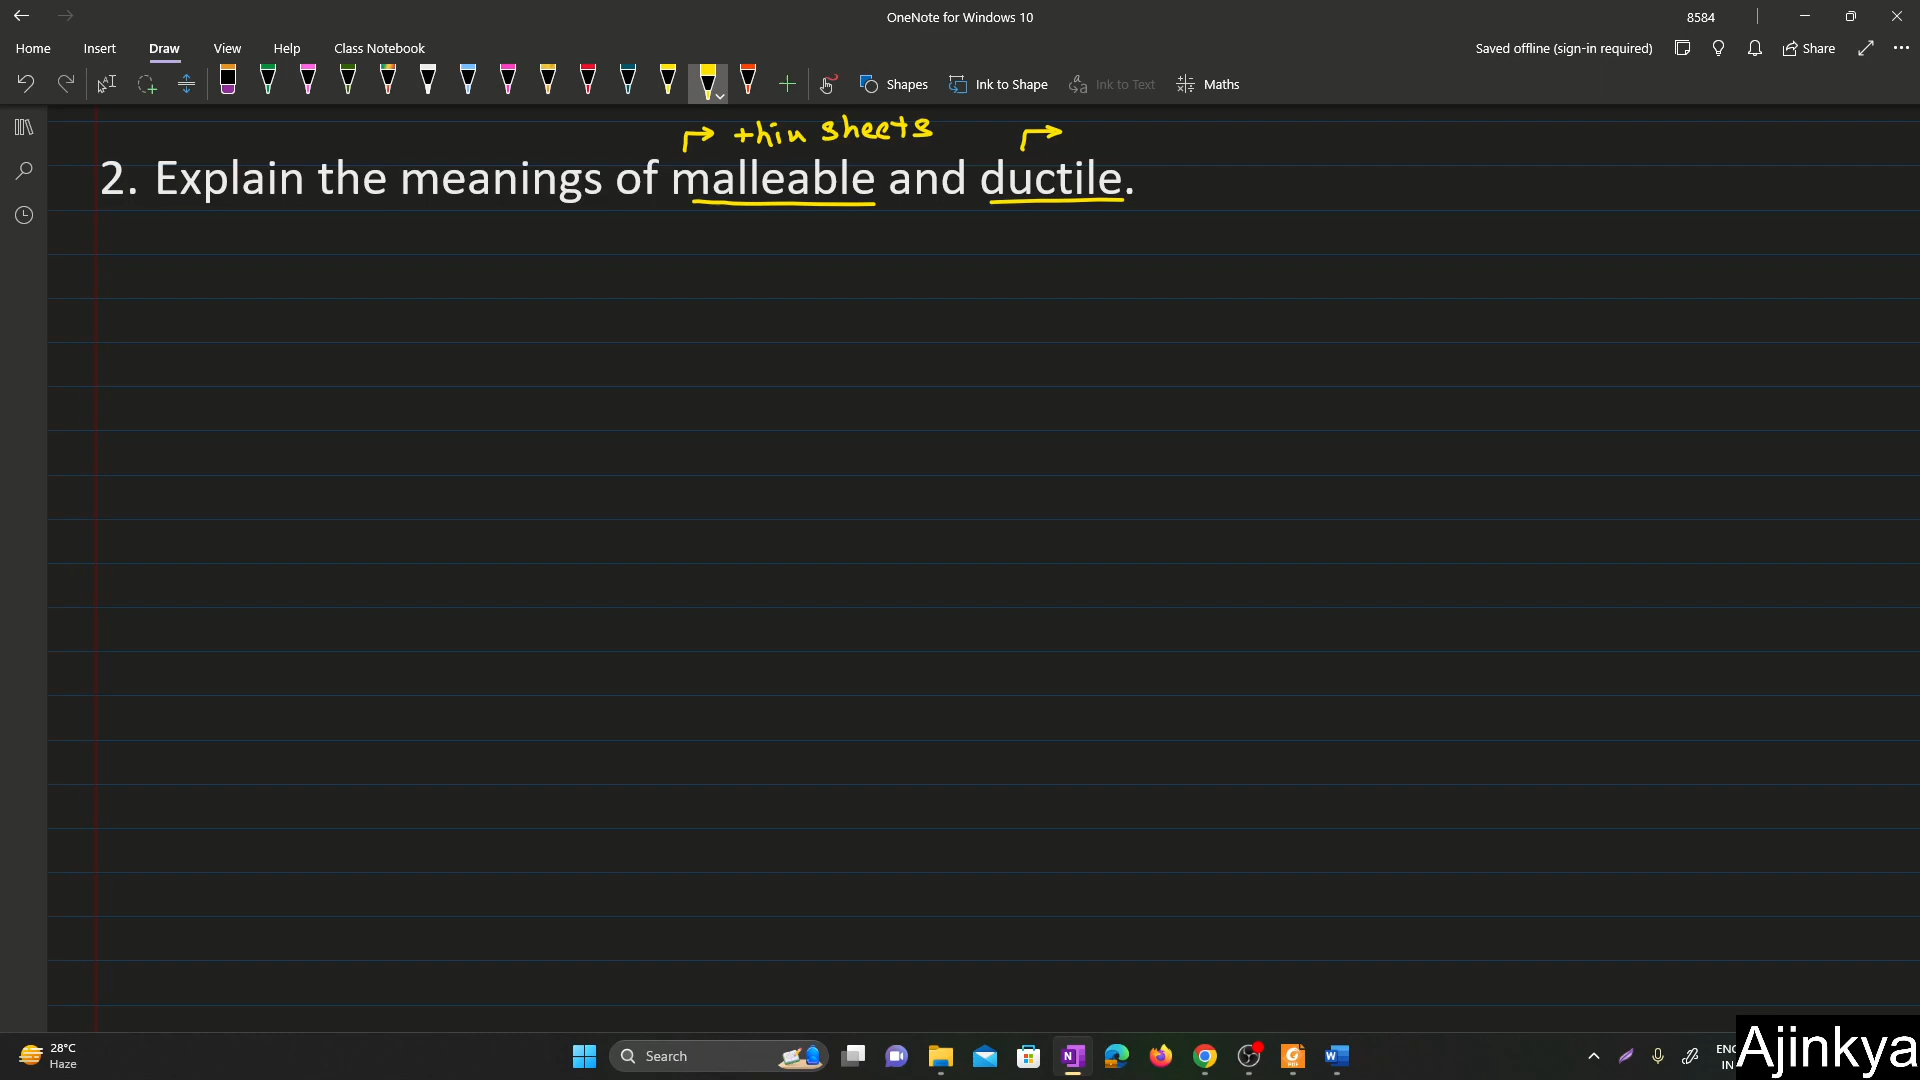 OneNote for Windows 10
8584
Home Insert Draw View Help Class Notebook
Saved offline (sign-in required) Share
Shapes Ink to Shape Ink to Text Maths
thin sheets
2. Explain the meanings of malleable and ductile.
28°C
Haze
Search
ENG
IN
Ajinkya